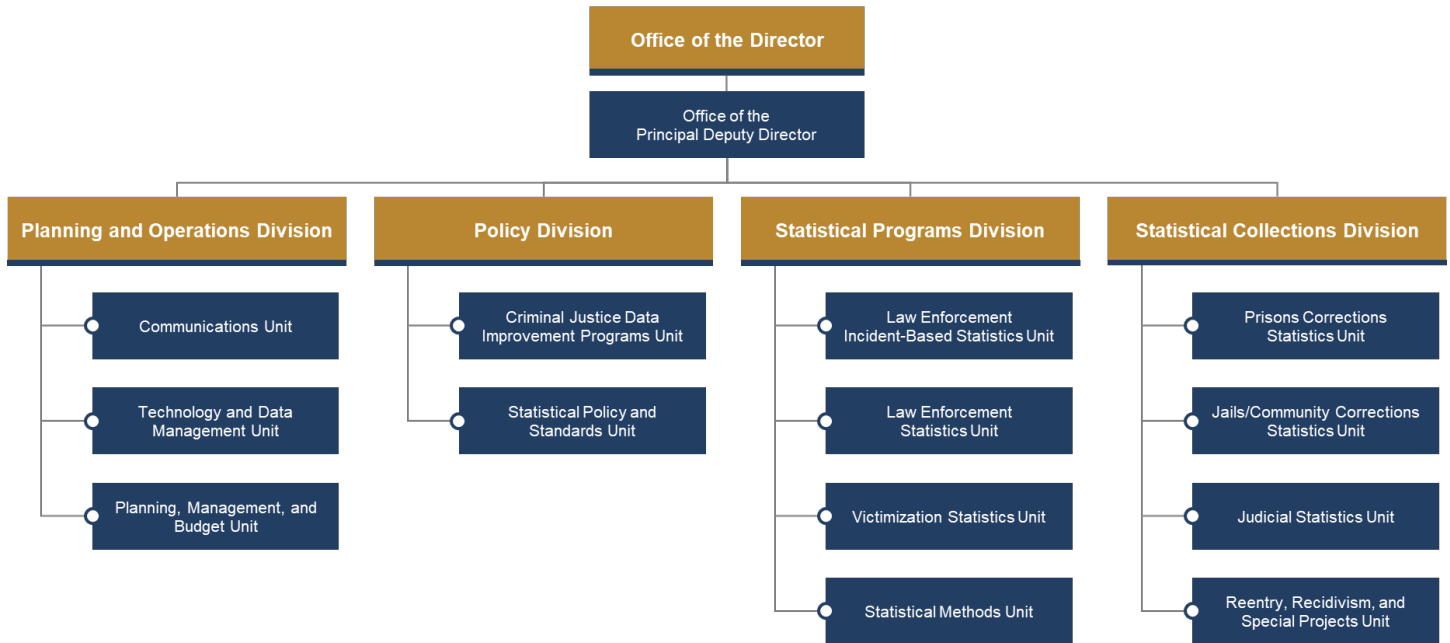 Office of the Director
Office of the
Principal Deputy Director
Planning and Operations Division
Communications Unit
Technology and Data
Management Unit
Planning, Management, and
Budget Unit
Policy Division
Criminal Justice Data
Improvement Programs Unit
Statistical Policy and
Standards Unit
Statistical Programs Division
Law Enforcement
Incident-Based Statistics Unit
Law Enforcement
Statistics Unit
Victimization Statistics Unit
Statistical Methods Unit
Statistical Collections Division
Prisons Corrections
Statistics Unit
Jails/Community Corrections
Statistics Unit
Judicial Statistics Unit
Reentry, Recidivism, and
Special Projects Unit